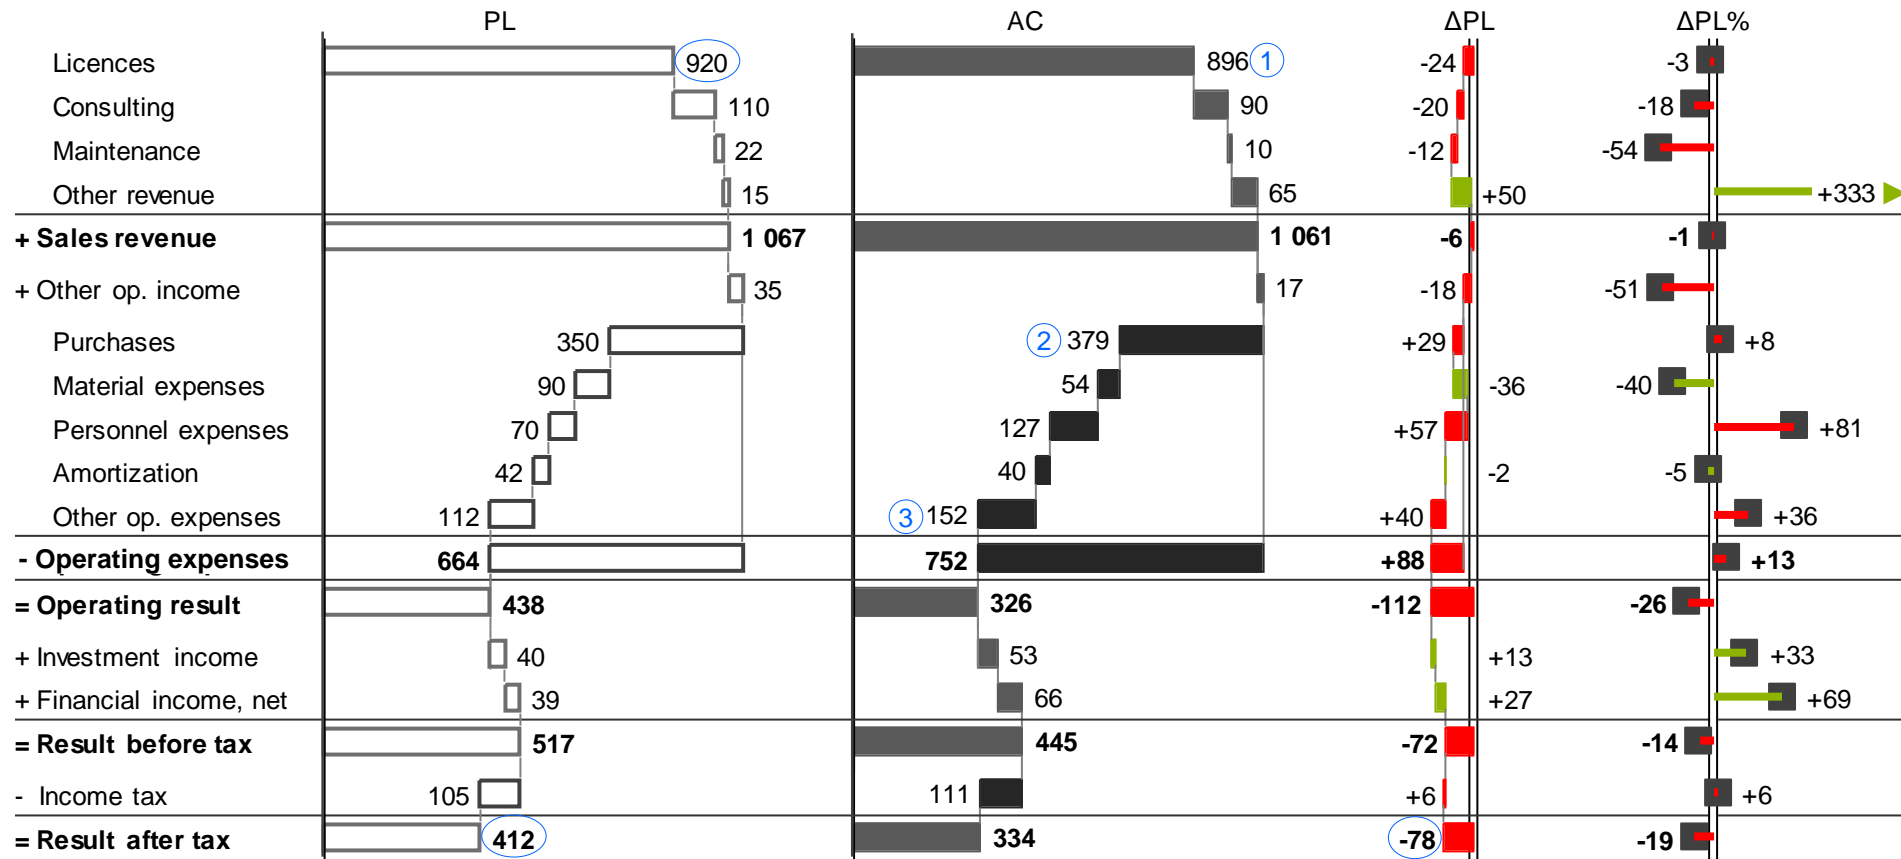 PL AC ΔPL ΔPL%
Licences 920 896 1 -24 -3
Consulting 110 90 -20 -18
Maintenance 22 10 -12 -54
Other revenue 15 65 +50 +333
+ Sales revenue 1 067 1 061 -6 -1
+ Other op. income 35 17 -18 -51
Purchases 350 2 379 +29 +8
Material expenses 90 54 -36 -40
Personnel expenses 70 127 +57 +81
Amortization 42 40 -2 -5
Other op. expenses 112 3 152 +40 +36
- Operating expenses 664 752 +88 +13
= Operating result 438 326 -112 -26
+ Investment income 40 53 +13 +33
+ Financial income, net 39 66 +27 +69
= Result before tax 517 445 -72 -14
- Income tax 105 111 +6 +6
= Result after tax 412 334 -78 -19